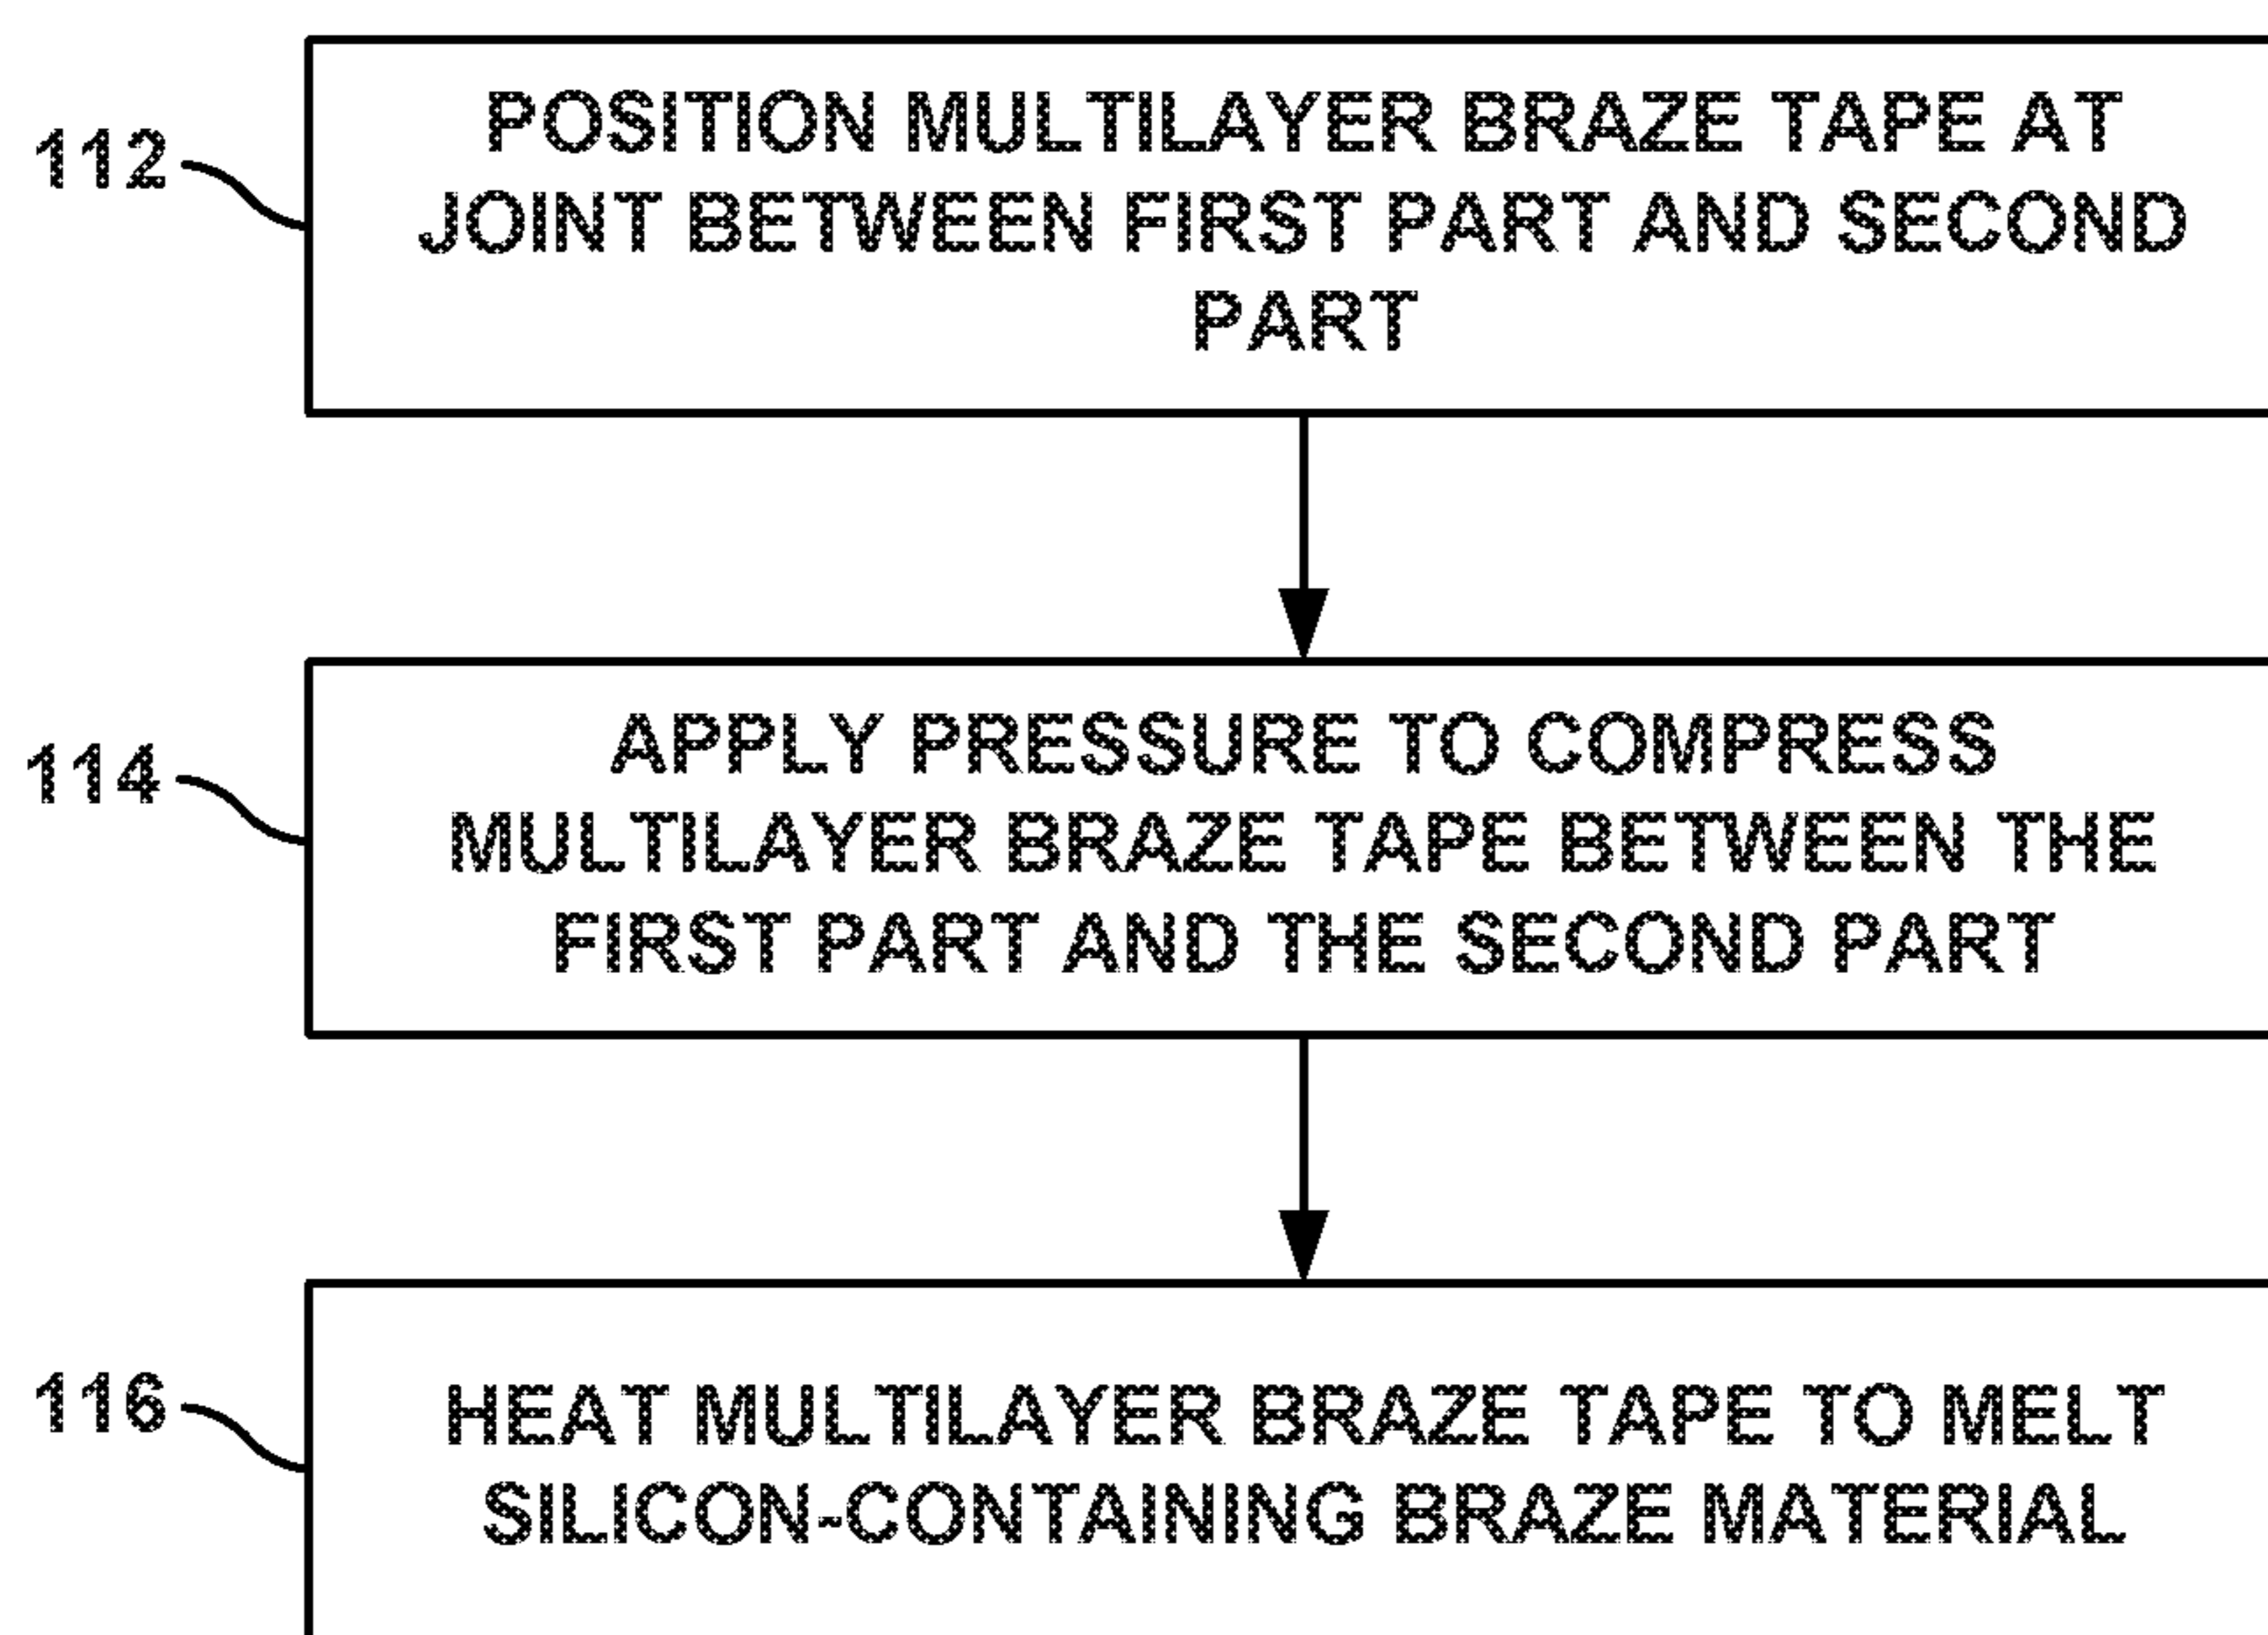 112
POSITION MULTILAYER BRAZE TAPE AT
JOINT BETWEEN FIRST PART AND SECOND
PART
114
APPLY PRESSURE TO COMPRESS
MULTILAYER BRAZE TAPE BETWEEN THE
FIRST PART AND THE SECOND PART
116
HEAT MULTILAYER BRAZE TAPE TO MELT
SILICON-CONTAINING BRAZE MATERIAL